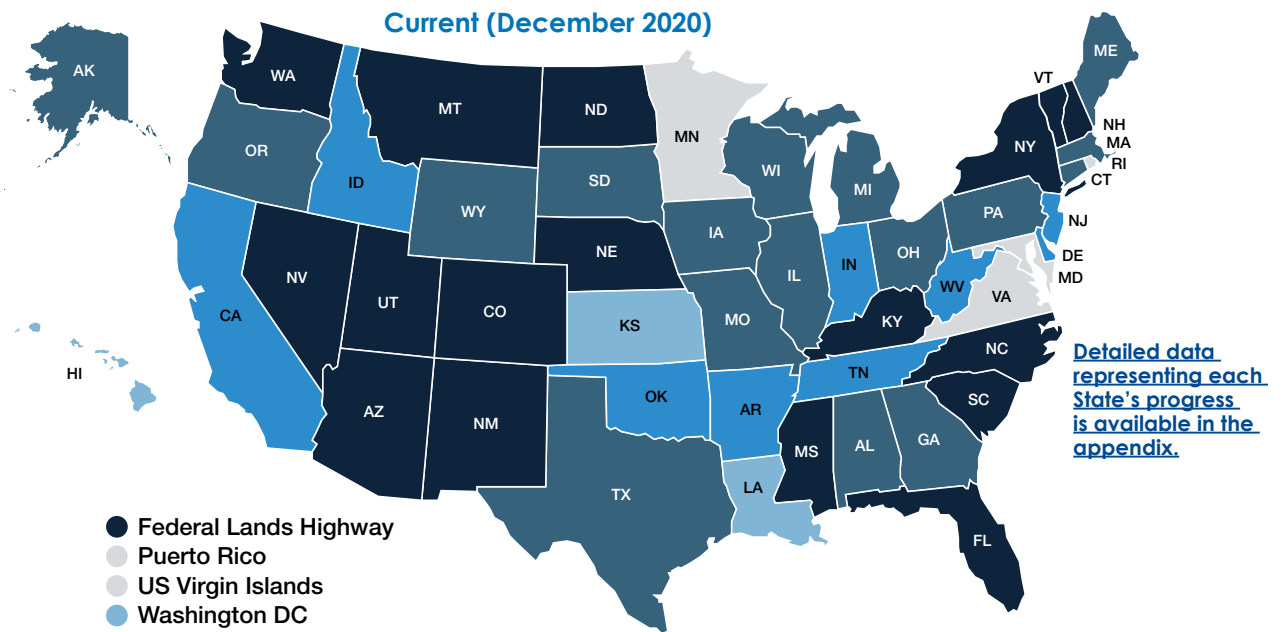 Current (December 2020)
AK
WA
MT
ND
MN
VT
ME
OR
ID
SD
WI
MI
NY
NH
MA
RI
CT
WY
IA
PA
NJ
NE
IL
IN
OH
DE
MD
NV
UT
CO
KS
MO
WV
VA
CA
KY
HI
NC
TN
AZ
NM
OK
AR
SC
MS
AL
GA
TX
LA
FL
Detailed data
representing each
State’s progress
is available in the
appendix.
Federal Lands Highway
Puerto Rico
US Virgin Islands
Washington DC